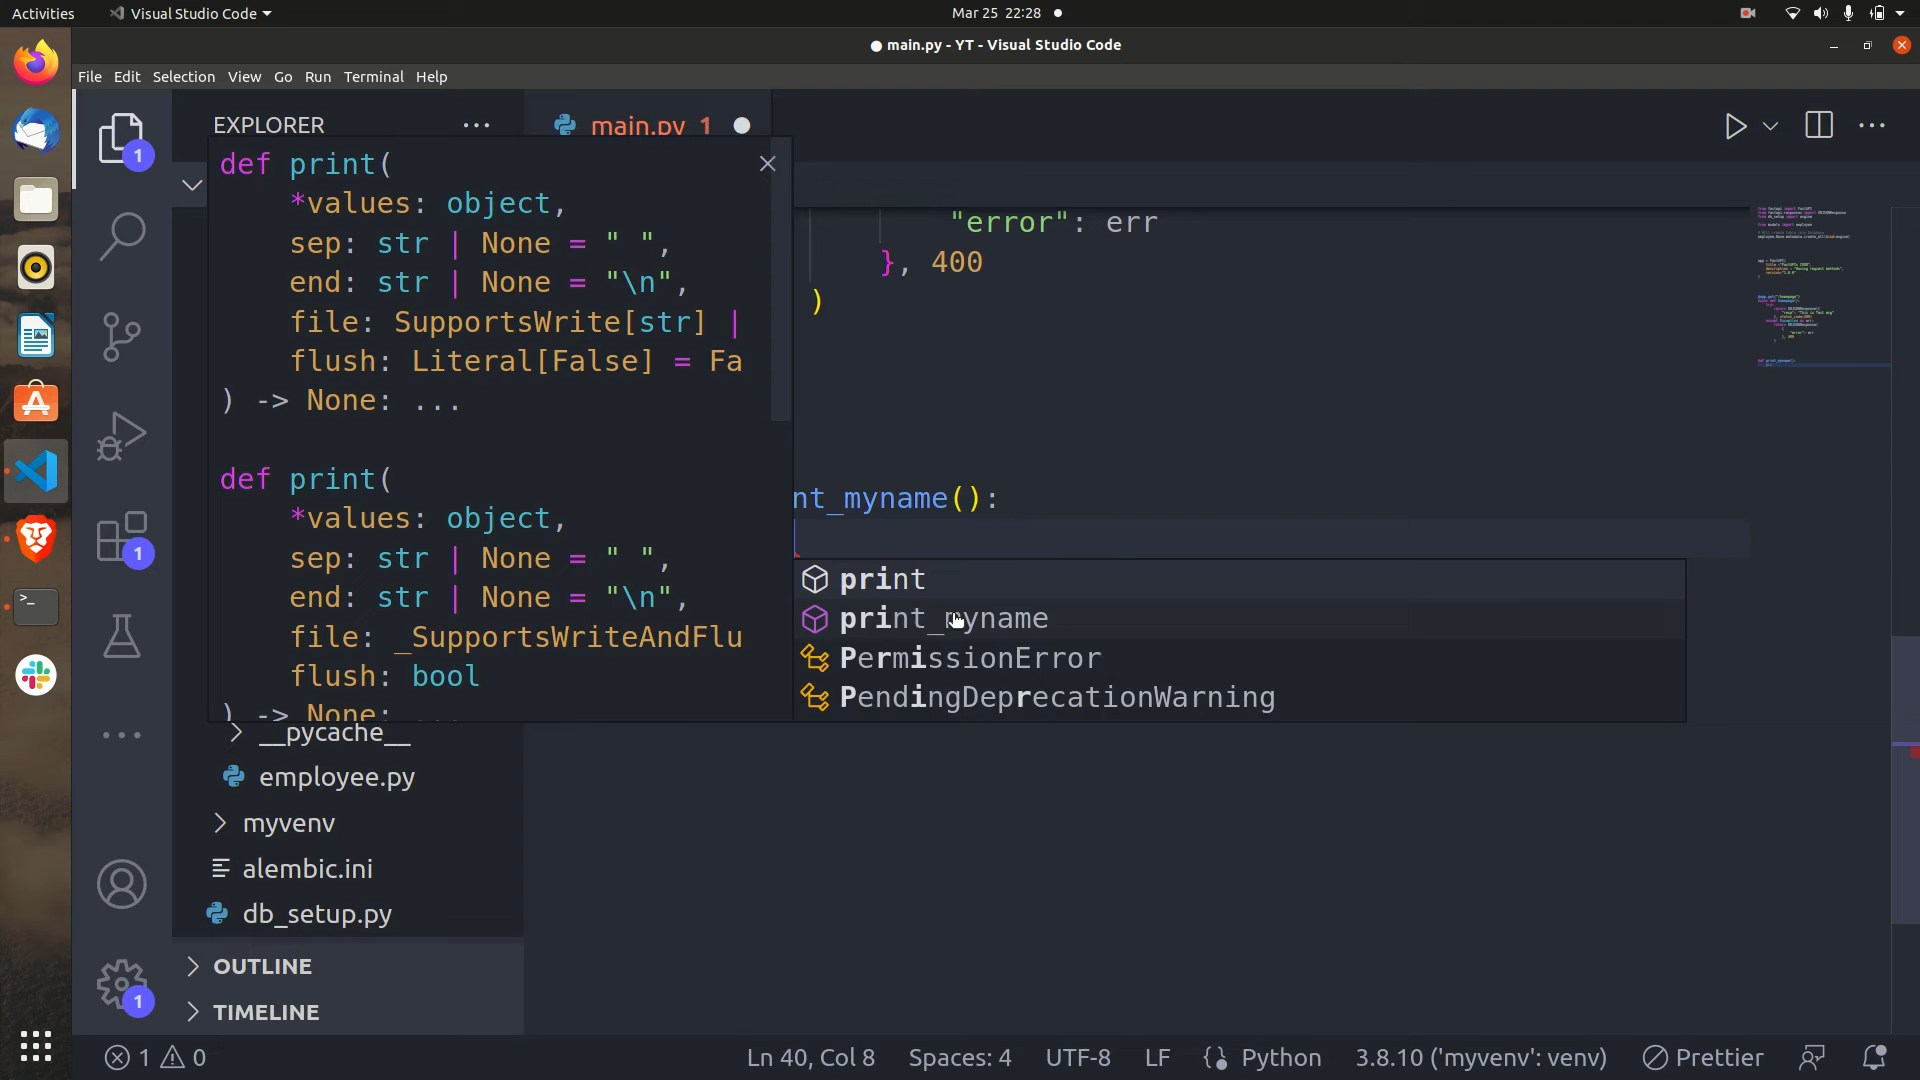 Activities
Visual Studio Code
Mar 25 22:28
● main.py - YT - Visual Studio Code
File Edit Selection View Go Run Terminal Help
EXPLORER
main.py 1
def print(
*values: object,
sep: str | None = " ",
end: str | None = "\n",
file: SupportsWrite[str] |
flush: Literal[False] = Fa
) -> None: ...
def print(
*values: object,
sep: str | None = " ",
end: str | None = "\n",
file: _SupportsWriteAndFlu
flush: bool
) -> None: ...
"error": err
}, 400
)
nt_myname():
print
print_myname
PermissionError
PendingDeprecationWarning
__pycache__
employee.py
myvenv
alembic.ini
db_setup.py
OUTLINE
TIMELINE
1
1
1
1 0
Ln 40, Col 8 Spaces: 4 UTF-8 LF Python 3.8.10 ('myvenv': venv) Prettier